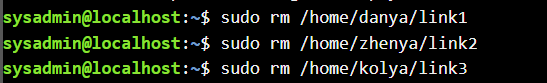 sysadmin@localhost:~$ sudo rm /home/danya/link1
sysadmin@localhost:~$ sudo rm /home/zhenya/link2
sysadmin@localhost:~$ sudo rm /home/kolya/link3